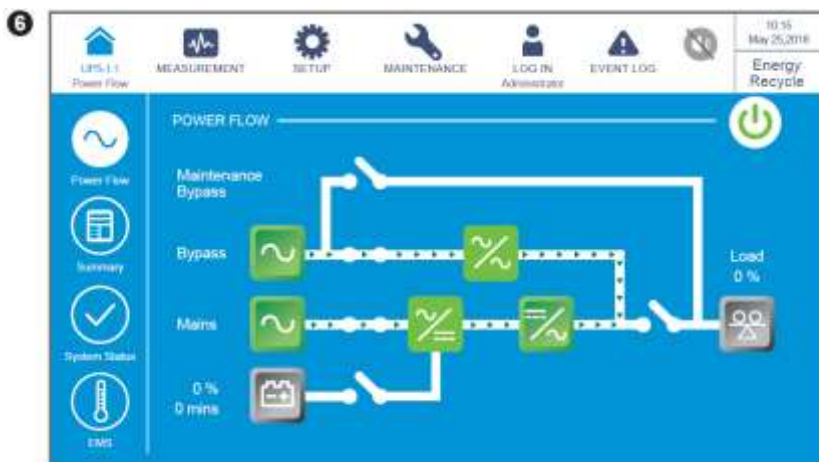 6
10:15
May 25,2018
UPS-1.1
Power Flow
MEASUREMENT
SETUP
MAINTENANCE
LOG IN
Administrator
EVENT LOG
Energy
Recycle
POWER FLOW
Power Flow
Maintenance
Bypass
Bypass
Summary
Load
0 %
Mains
System Status
0 %
0 mins
EMS